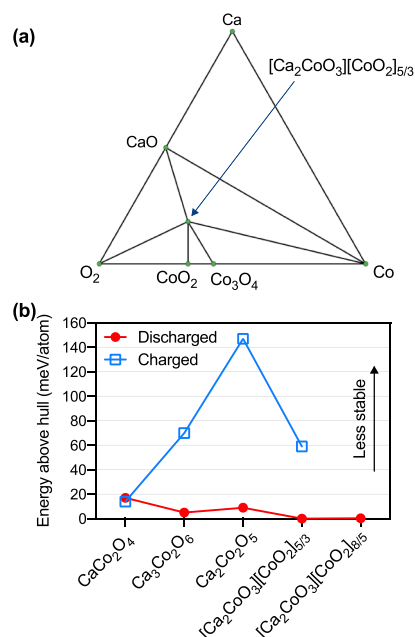 (a)
Ca
[Ca₂CoO₃][CoO₂]₅/₃
CaO
O₂
CoO₂
Co₃O₄
Co
(b)
160
140
120
100
80
60
40
20
0
Energy above hull (meV/atom)
Discharged
Charged
Less stable
CaCo₂O₄
Ca₃Co₂O₆
Ca₂Co₂O₅
[Ca₂CoO₃][CoO₂]₅/₃
[Ca₂CoO₃][CoO₂]₈/₅